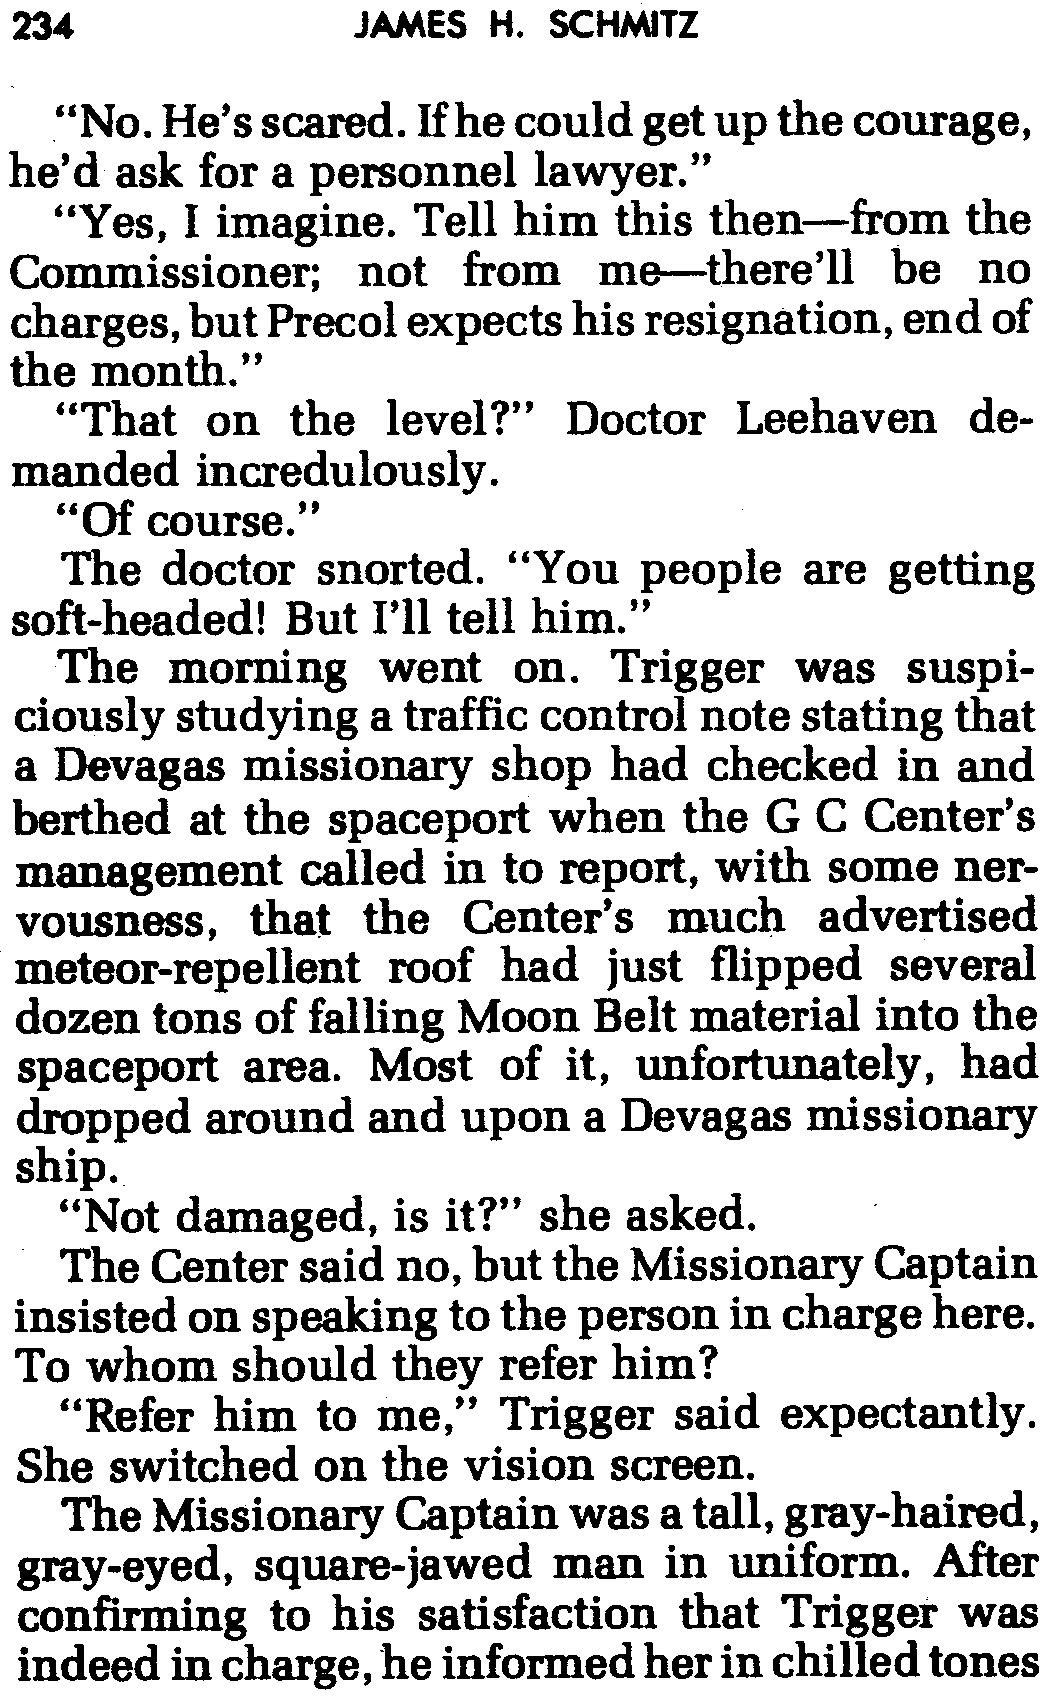 234 JAMES H. SCHMITZ
“No. He’s scared. If he could get up the courage,
he’d ask for a personnel lawyer.”
“Yes, I imagine. Tell him this then—from the
Commissioner; not from me—there’ll be no
charges, but Precol expects his resignation, end of
the month.”
“That on the level?” Doctor Leehaven de-
manded incredulously.
“Of course.”
The doctor snorted. “You people are getting
soft-headed! But I’ll tell him.”
The morning went on. Trigger was suspi-
ciously studying a traffic control note stating that
a Devagas missionary shop had checked in and
berthed at the spaceport when the G C Center’s
management called in to report, with some ner-
vousness, that the Center’s much advertised
meteor-repellent roof had just flipped several
dozen tons of falling Moon Belt material into the
spaceport area. Most of it, unfortunately, had
dropped around and upon a Devagas missionary
ship.
“Not damaged, is it?” she asked.
The Center said no, but the Missionary Captain
insisted on speaking to the person in charge here.
To whom should they refer him?
“Refer him to me,” Trigger said expectantly.
She switched on the vision screen.
The Missionary Captain was a tall, gray-haired,
gray-eyed, square-jawed man in uniform. After
confirming to his satisfaction that Trigger was
indeed in charge, he informed her in chilled tones